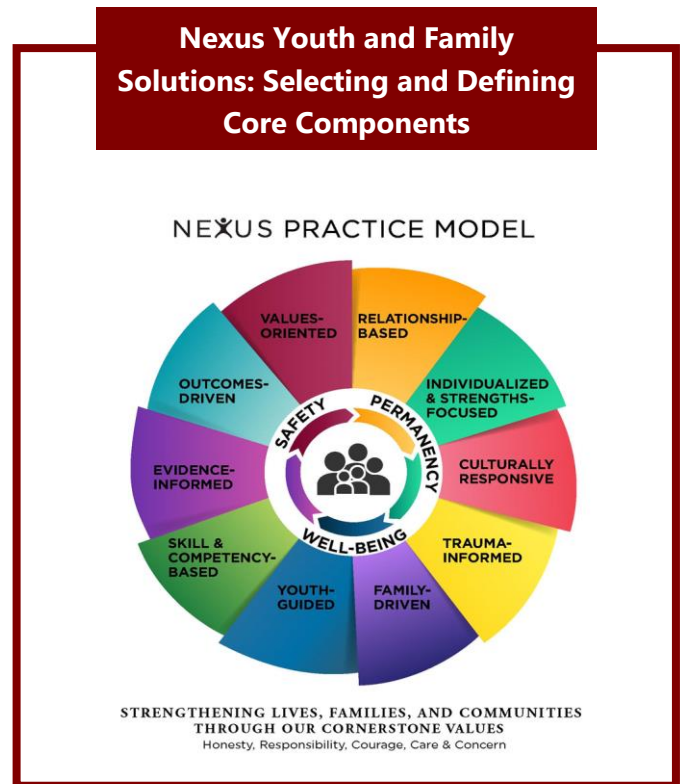 Nexus Youth and Family
Solutions: Selecting and Defining
Core Components
NEXUS PRACTICE MODEL
VALUES-
ORIENTED
RELATIONSHIP-
BASED
INDIVIDUALIZED
& STRENGTHS-
FOCUSED
CULTURALLY
RESPONSIVE
TRAUMA-
INFORMED
FAMILY-
DRIVEN
YOUTH-
GUIDED
SKILL &
COMPETENCY-
BASED
EVIDENCE-
INFORMED
OUTCOMES-
DRIVEN
SAFETY
PERMANENCY
WELL-BEING
STRENGTHENING LIVES, FAMILIES, AND COMMUNITIES
THROUGH OUR CORNERSTONE VALUES
Honesty, Responsibility, Courage, Care & Concern